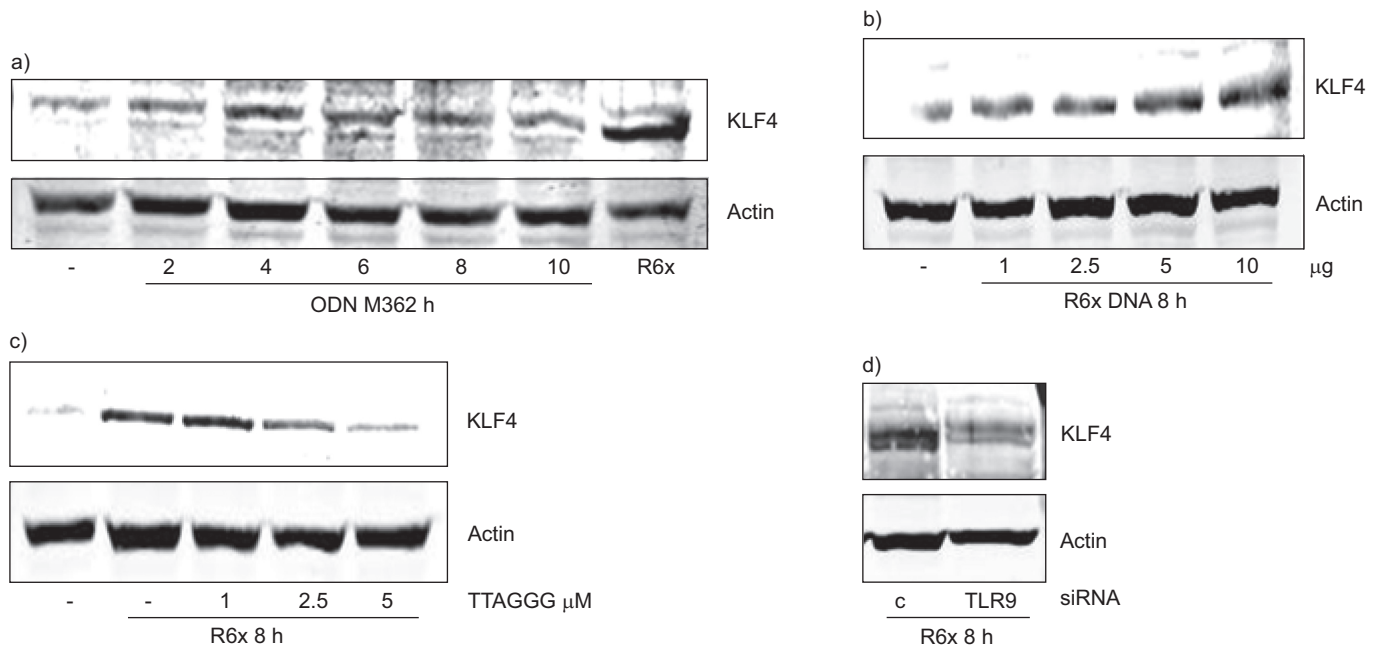 a)
KLF4
Actin
- 2 4 6 8 10 R6x
ODN M362 h
b)
KLF4
Actin
- 1 2.5 5 10 μg
R6x DNA 8 h
c)
KLF4
Actin
- - 1 2.5 5 TTAGGG μM
R6x 8 h
d)
KLF4
Actin
c TLR9 siRNA
R6x 8 h